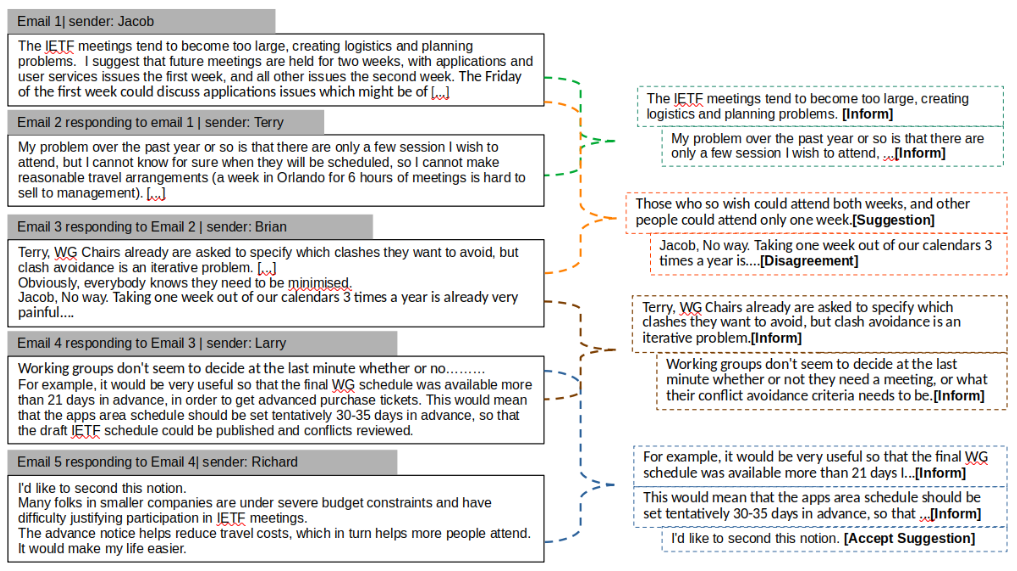 Email 1| sender: Jacob
The IETF meetings tend to become too large, creating logistics and planning
problems.  I suggest that future meetings are held for two weeks, with applications and
user services issues the first week, and all other issues the second week. The Friday
of the first week could discuss applications issues which might be of [...]
Email 2 responding to email 1 | sender: Terry
My problem over the past year or so is that there are only a few session I wish to
attend, but I cannot know for sure when they will be scheduled, so I cannot make
reasonable travel arrangements (a week in Orlando for 6 hours of meetings is hard to
sell to management). [...]
Email 3 responding to Email 2 | sender: Brian
Terry, WG Chairs already are asked to specify which clashes they want to avoid, but
clash avoidance is an iterative problem. [...]
Obviously, everybody knows they need to be minimised.
Jacob, No way. Taking one week out of our calendars 3 times a year is already very
painful....
Email 4 responding to Email 3 | sender: Larry
Working groups don't seem to decide at the last minute whether or no.........
For example, it would be very useful so that the final WG schedule was available more
than 21 days in advance, in order to get advanced purchase tickets. This would mean
that the apps area schedule should be set tentatively 30-35 days in advance, so that
the draft IETF schedule could be published and conflicts reviewed.
Email 5 responding to Email 4| sender: Richard
I'd like to second this notion.
Many folks in smaller companies are under severe budget constraints and have
difficulty justifying participation in IETF meetings.
The advance notice helps reduce travel costs, which in turn helps more people attend.
It would make my life easier.
The IETF meetings tend to become too large, creating
logistics and planning problems. [Inform]
My problem over the past year or so is that there are
only a few session I wish to attend, ...[Inform]
Those who so wish could attend both weeks, and other
people could attend only one week.[Suggestion]
Jacob, No way. Taking one week out of our calendars 3
times a year is....[Disagreement]
Terry, WG Chairs already are asked to specify which
clashes they want to avoid, but clash avoidance is an
iterative problem.[Inform]
Working groups don't seem to decide at the last
minute whether or not they need a meeting, or what
their conflict avoidance criteria needs to be.[Inform]
For example, it would be very useful so that the final WG
schedule was available more than 21 days I...[Inform]
This would mean that the apps area schedule should be
set tentatively 30-35 days in advance, so that ...[Inform]
I'd like to second this notion. [Accept Suggestion]